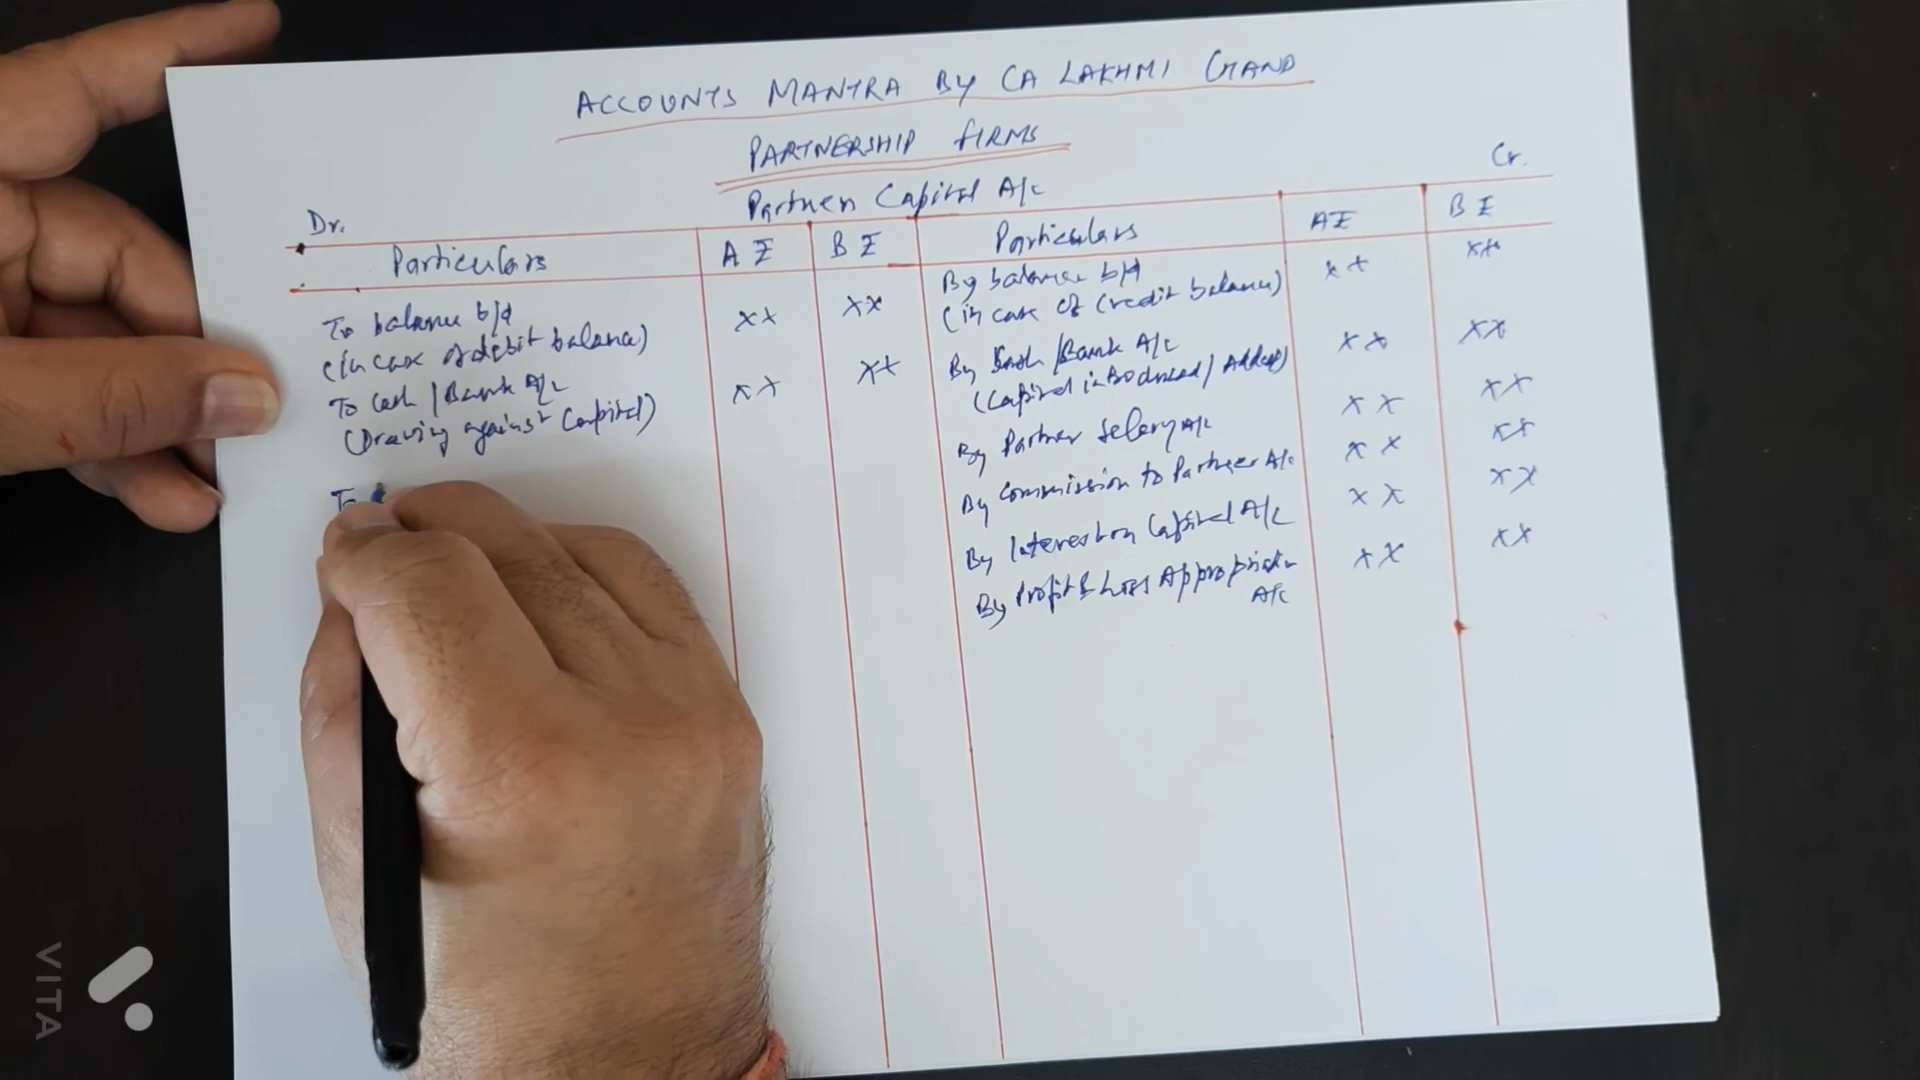 ACCOUNTS MANTRA BY CA LAKHMI CHAND
PARTNERSHIP FIRMS
Partner Capital A/c
Dr.
Cr.
Particulars A ₹ B ₹ Particulars A ₹ B ₹
To balance b/d xx xx
(in case of debit balance)
To Cash / Bank A/c xx xx
(Drawing against Capital)
To
By balance b/d xx xx
(in case of Credit balance)
By Cash / Bank A/c xx xx
(Capital introduced / Added)
By Partner Salary A/c xx xx
By Commission to Partner A/c xx xx
By Interest on Capital A/c xx xx
By Profit & Loss Appropriation xx xx
A/c
VITA